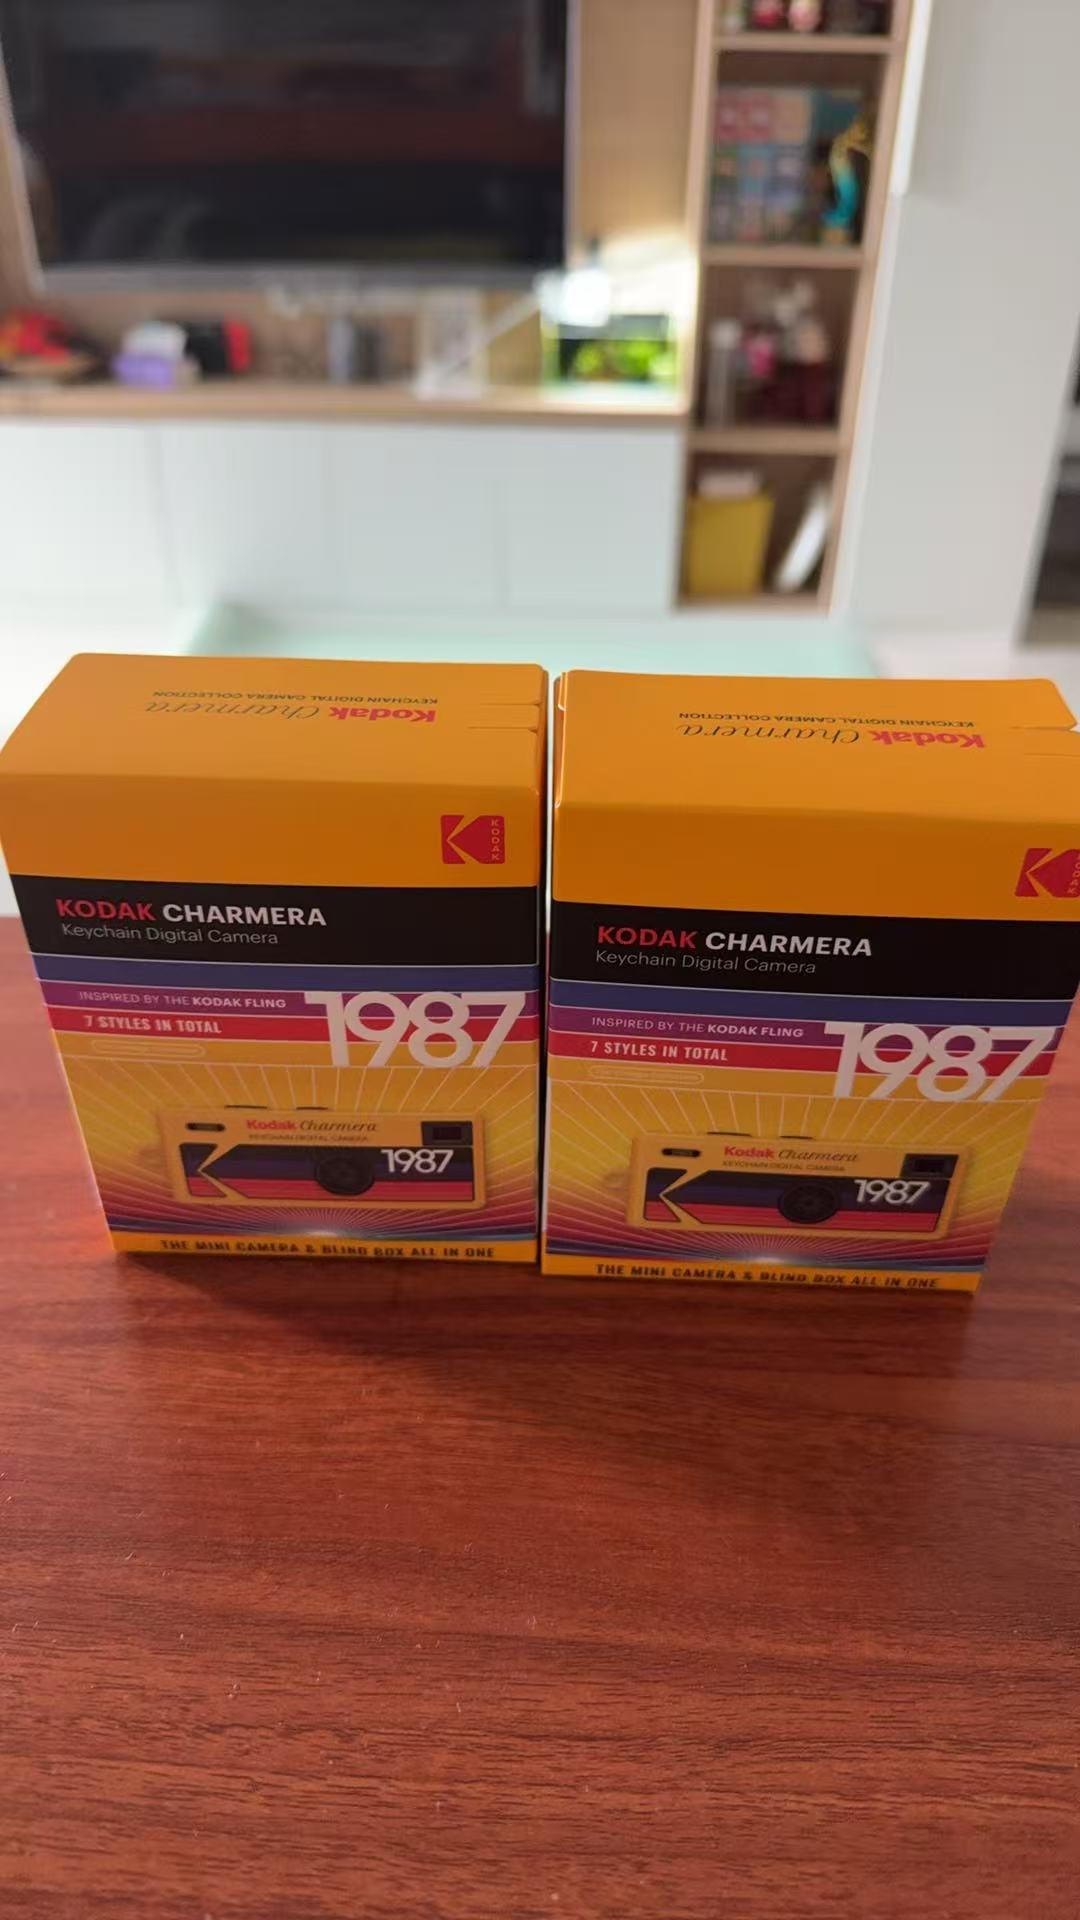 Kodak Charmera
KEYCHAIN DIGITAL CAMERA COLLECTION
KODAK
KODAK CHARMERA
Keychain Digital Camera
INSPIRED BY THE KODAK FLING
7 STYLES IN TOTAL
1987
Kodak Charmera
KEYCHAIN DIGITAL CAMERA
1987
THE MINI CAMERA & BLIND BOX ALL IN ONE
Kodak Charmera
KEYCHAIN DIGITAL CAMERA COLLECTION
KODAK
KODAK CHARMERA
Keychain Digital Camera
INSPIRED BY THE KODAK FLING
7 STYLES IN TOTAL
1987
Kodak Charmera
KEYCHAIN DIGITAL CAMERA
1987
THE MINI CAMERA & BLIND BOX ALL IN ONE